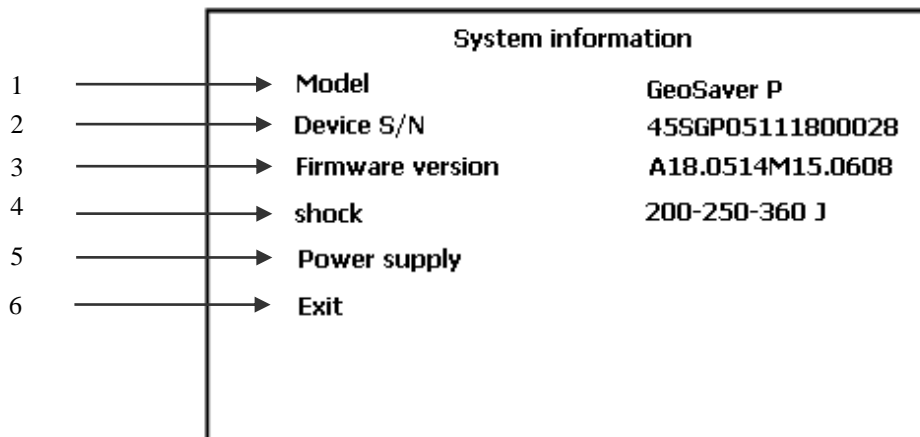 System information
1 Model GeoSaver P
2 Device S/N 45SGP05111800028
3 Firmware version A18.0514M15.0608
4 shock 200-250-360 J
5 Power supply
6 Exit